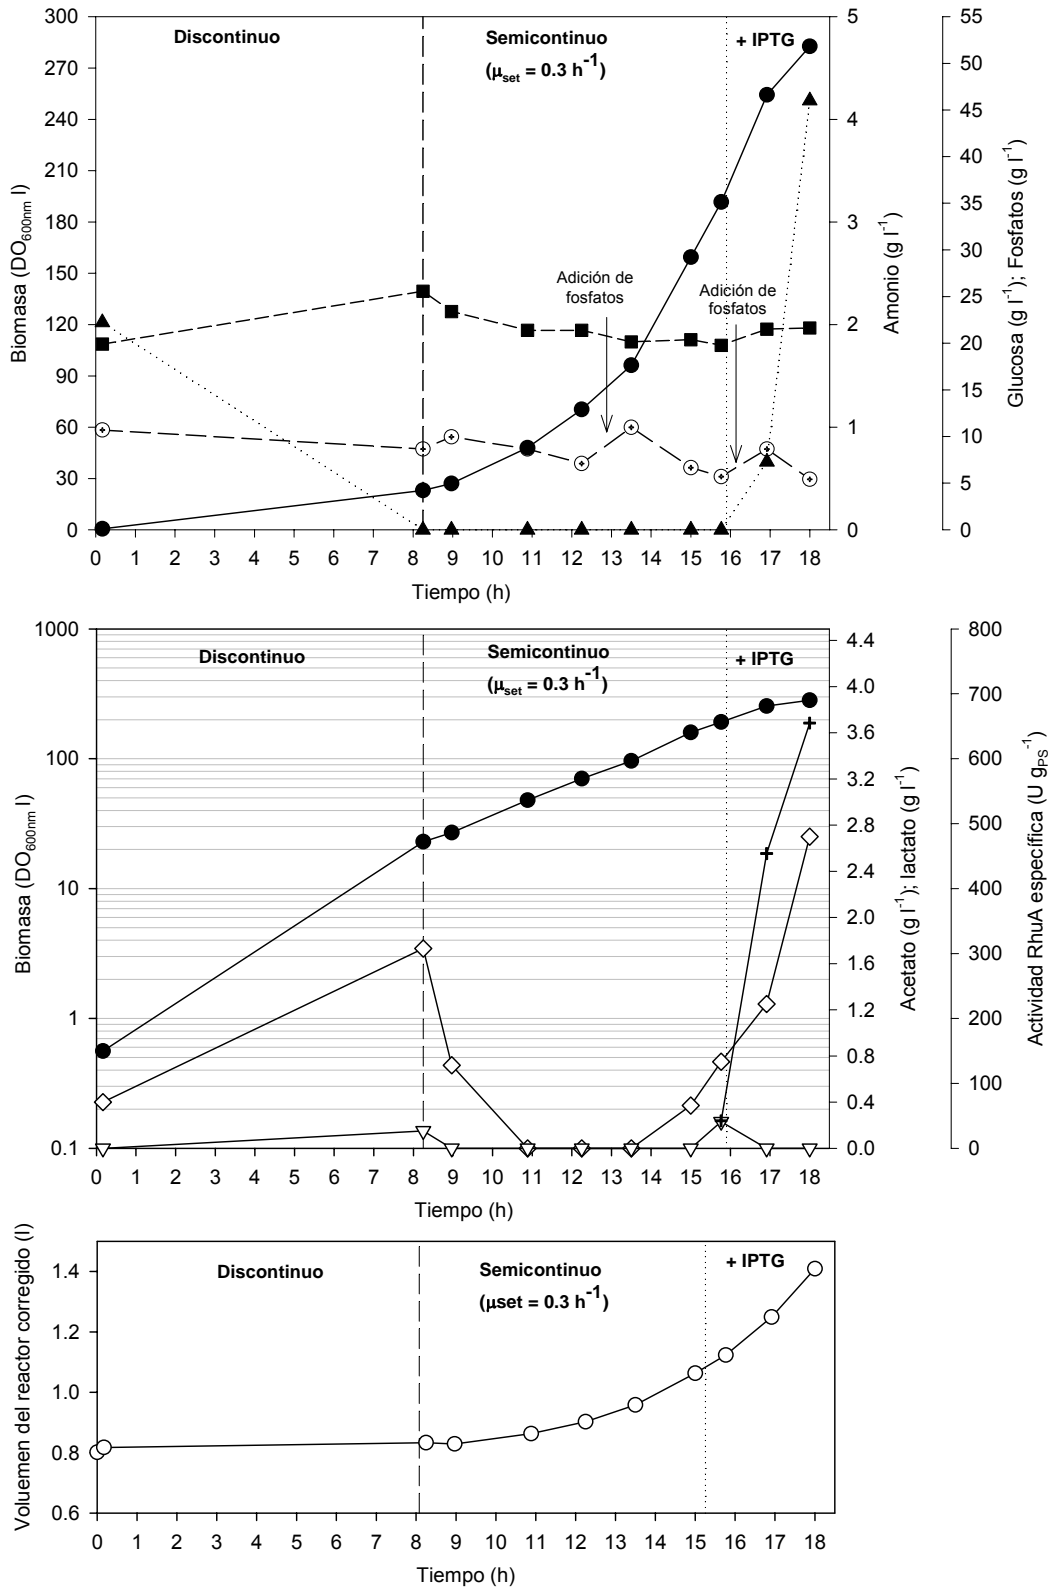 Discontinuo
Semicontinuo
(μset = 0.3 h-1)
+ IPTG
Adición de
fosfatos
Adición de
fosfatos
300
270
240
210
180
150
120
90
60
30
0
Biomasa (DO600nm l)
5
4
3
2
1
0
Amonio (g l-1)
55
50
45
40
35
30
25
20
15
10
5
0
Glucosa (g l-1); Fosfatos (g l-1)
0 1 2 3 4 5 6 7 8 9 10 11 12 13 14 15 16 17 18
Tiempo (h)
Discontinuo
Semicontinuo
(μset = 0.3 h-1)
+ IPTG
1000
100
10
1
0.1
Biomasa (DO600nm l)
4.4
4.0
3.6
3.2
2.8
2.4
2.0
1.6
1.2
0.8
0.4
0.0
Acetato (g l-1); lactato (g l-1)
800
700
600
500
400
300
200
100
0
Actividad RhuA específica (U gPS-1)
0 1 2 3 4 5 6 7 8 9 10 11 12 13 14 15 16 17 18
Tiempo (h)
Discontinuo
Semicontinuo
(μset = 0.3 h-1)
+ IPTG
1.4
1.2
1.0
0.8
0.6
Voluemen del reactor corregido (l)
0 1 2 3 4 5 6 7 8 9 10 11 12 13 14 15 16 17 18
Tiempo (h)